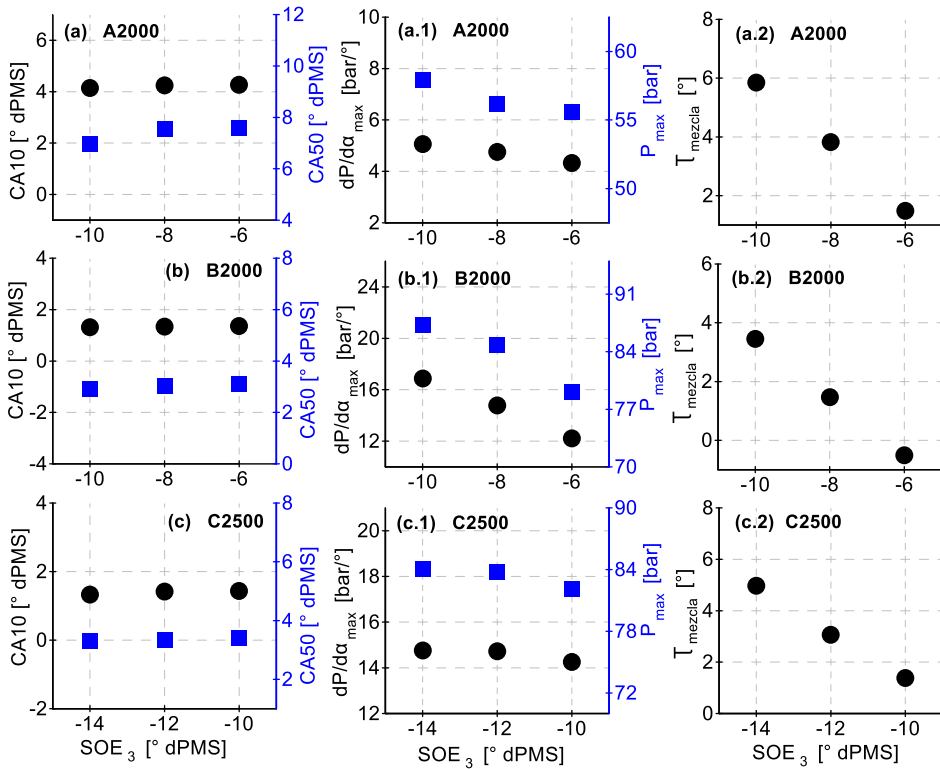 (a) A2000
CA10 [° dPMS]
6
4
2
0
12
10
8
6
4
CA50 [° dPMS]
-10 -8 -6
(a.1) A2000
dP/dα max [bar/°]
10
8
6
4
2
60
55
50
P max [bar]
-10 -8 -6
(a.2) A2000
τ mezcla [°]
8
6
4
2
-10 -8 -6
(b) B2000
CA10 [° dPMS]
4
2
0
-2
-4
8
6
4
2
0
CA50 [° dPMS]
-10 -8 -6
(b.1) B2000
dP/dα max [bar/°]
24
20
16
12
91
84
77
70
P max [bar]
-10 -8 -6
(b.2) B2000
τ mezcla [°]
6
4
2
0
-10 -8 -6
(c) C2500
CA10 [° dPMS]
4
2
0
-2
8
6
4
2
CA50 [° dPMS]
-14 -12 -10
SOE 3 [° dPMS]
(c.1) C2500
dP/dα max [bar/°]
20
18
16
14
12
90
84
78
72
P max [bar]
-14 -12 -10
SOE 3 [° dPMS]
(c.2) C2500
τ mezcla [°]
8
6
4
2
0
-14 -12 -10
SOE 3 [° dPMS]